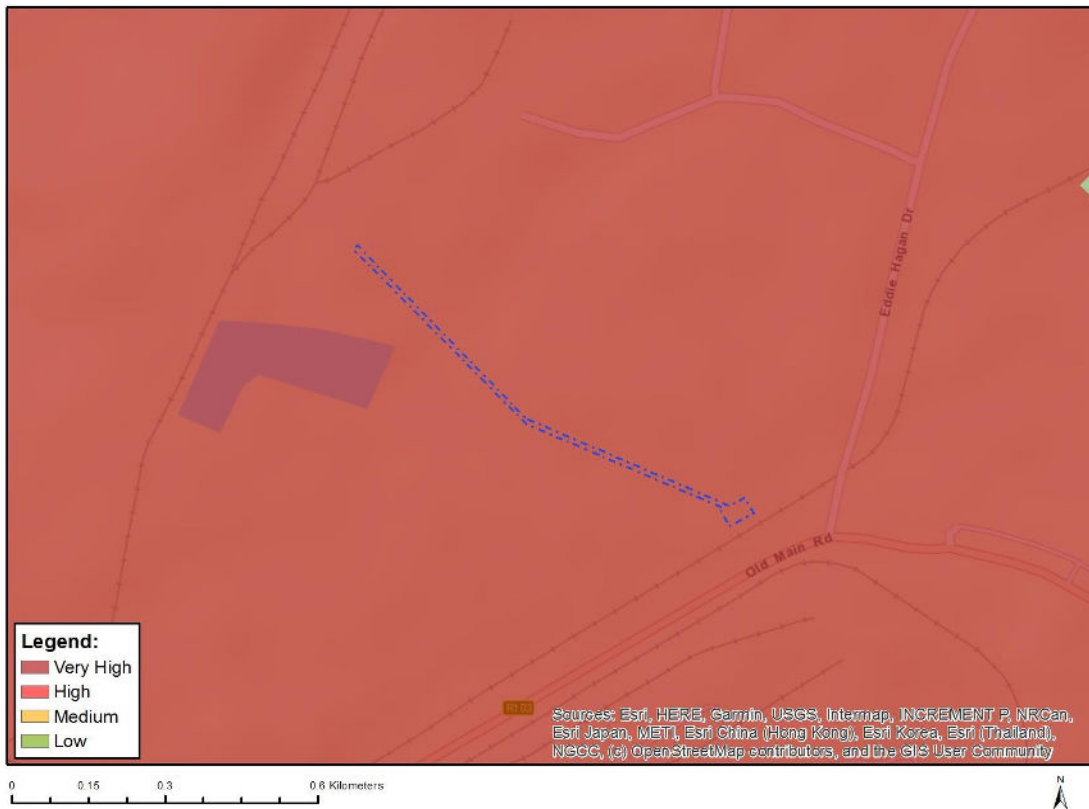 Eddie Hagan Dr
Old Main Rd
R103
Legend:
Very High
High
Medium
Low
Sources: Esri, HERE, Garmin, USGS, Intermap, INCREMENT P, NRCan,
Esri Japan, METI, Esri China (Hong Kong), Esri Korea, Esri (Thailand),
NGCC, (c) OpenStreetMap contributors, and the GIS User Community
0 0.15 0.3 0.6 Kilometers
N